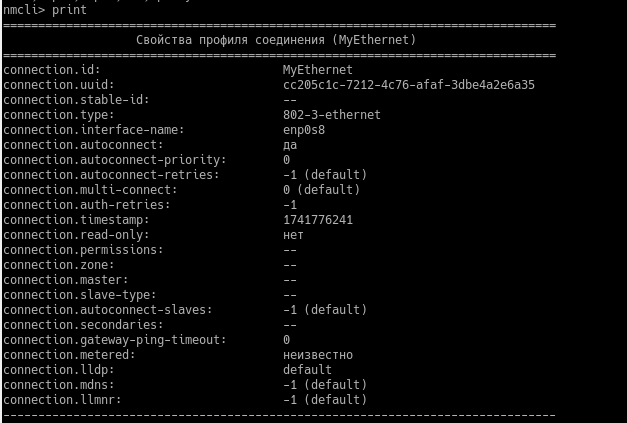 nmcli> print
===============================================================================
Свойства профиля соединения (MyEthernet)
===============================================================================
connection.id: MyEthernet
connection.uuid: cc205c1c-7212-4c76-afaf-3dbe4a2e6a35
connection.stable-id: --
connection.type: 802-3-ethernet
connection.interface-name: enp0s8
connection.autoconnect: да
connection.autoconnect-priority: 0
connection.autoconnect-retries: -1 (default)
connection.multi-connect: 0 (default)
connection.auth-retries: -1
connection.timestamp: 1741776241
connection.read-only: нет
connection.permissions: --
connection.zone: --
connection.master: --
connection.slave-type: --
connection.autoconnect-slaves: -1 (default)
connection.secondaries: --
connection.gateway-ping-timeout: 0
connection.metered: неизвестно
connection.lldp: default
connection.mdns: -1 (default)
connection.llmnr: -1 (default)
-------------------------------------------------------------------------------